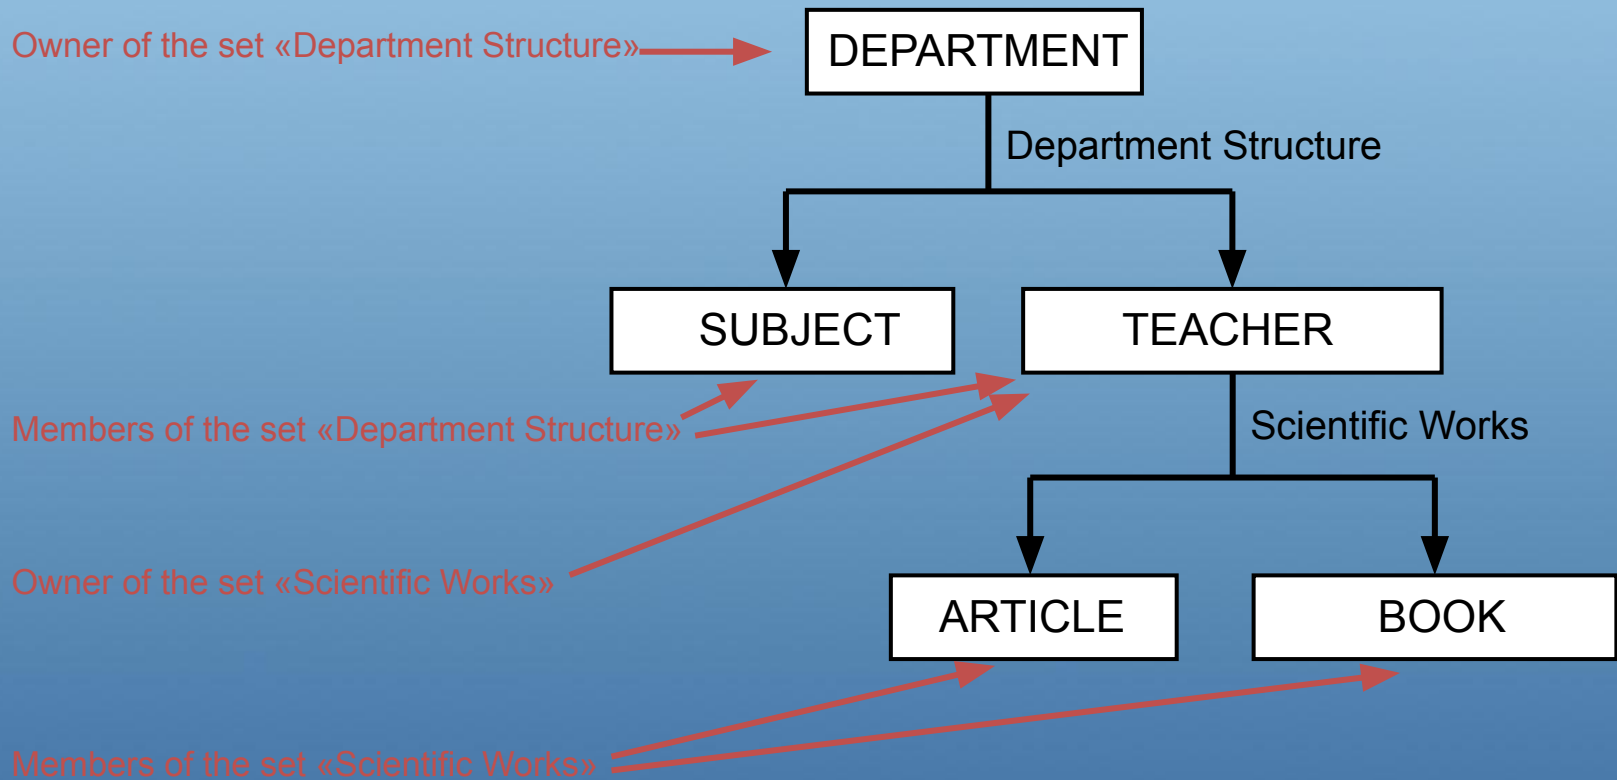 Owner of the set «Department Structure»
DEPARTMENT
Department Structure
SUBJECT
TEACHER
Members of the set «Department Structure»
Scientific Works
Owner of the set «Scientific Works»
ARTICLE
BOOK
Members of the set «Scientific Works»